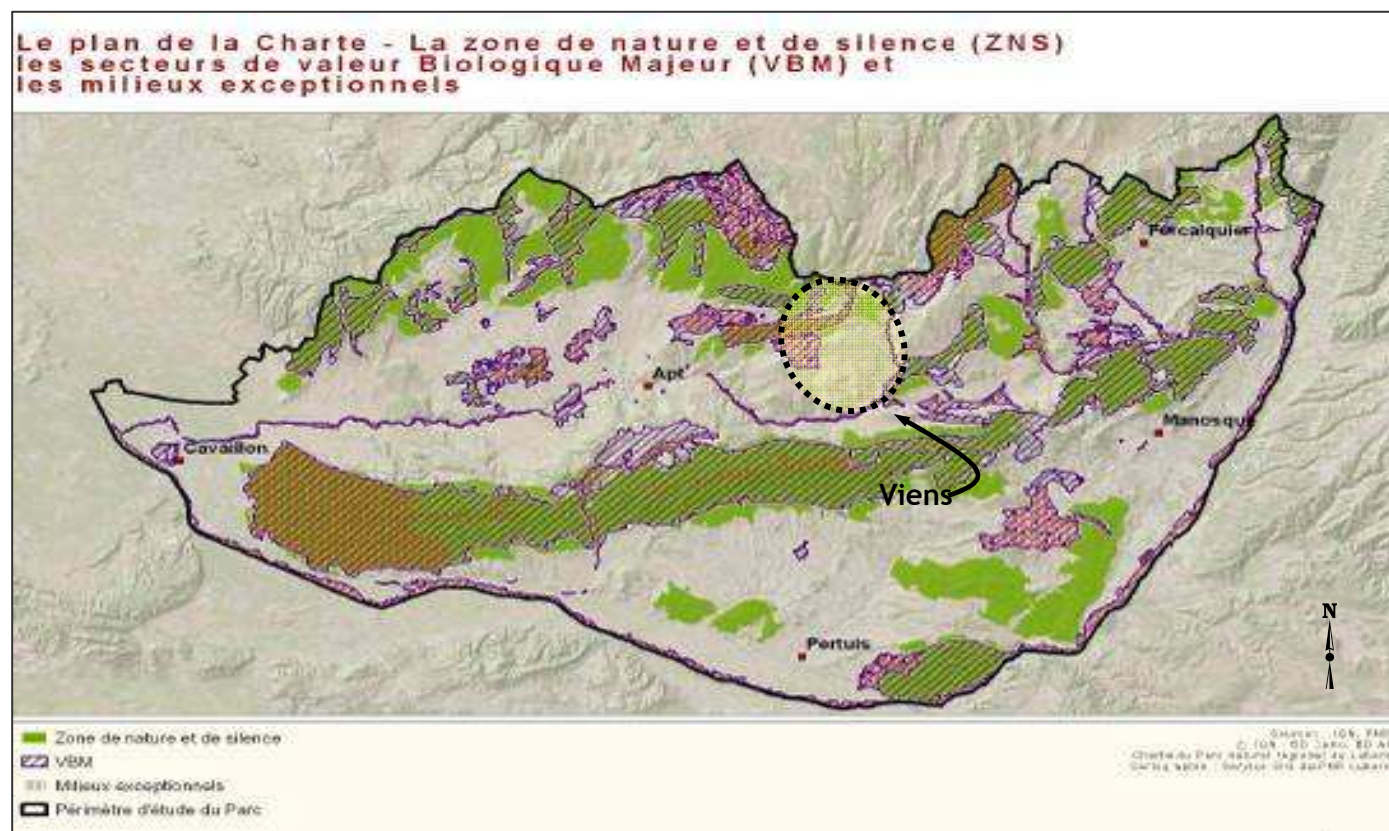 Le plan de la Charte - La zone de nature et de silence (ZNS)
les secteurs de valeur Biologique Majeur (VBM) et
les milieux exceptionnels
Forcalquier
Apt
Manosque
Cavaillon
Viens
N
Pertuis
Zone de nature et de silence
VBM
Milieux exceptionnels
Périmètre d'étude du Parc